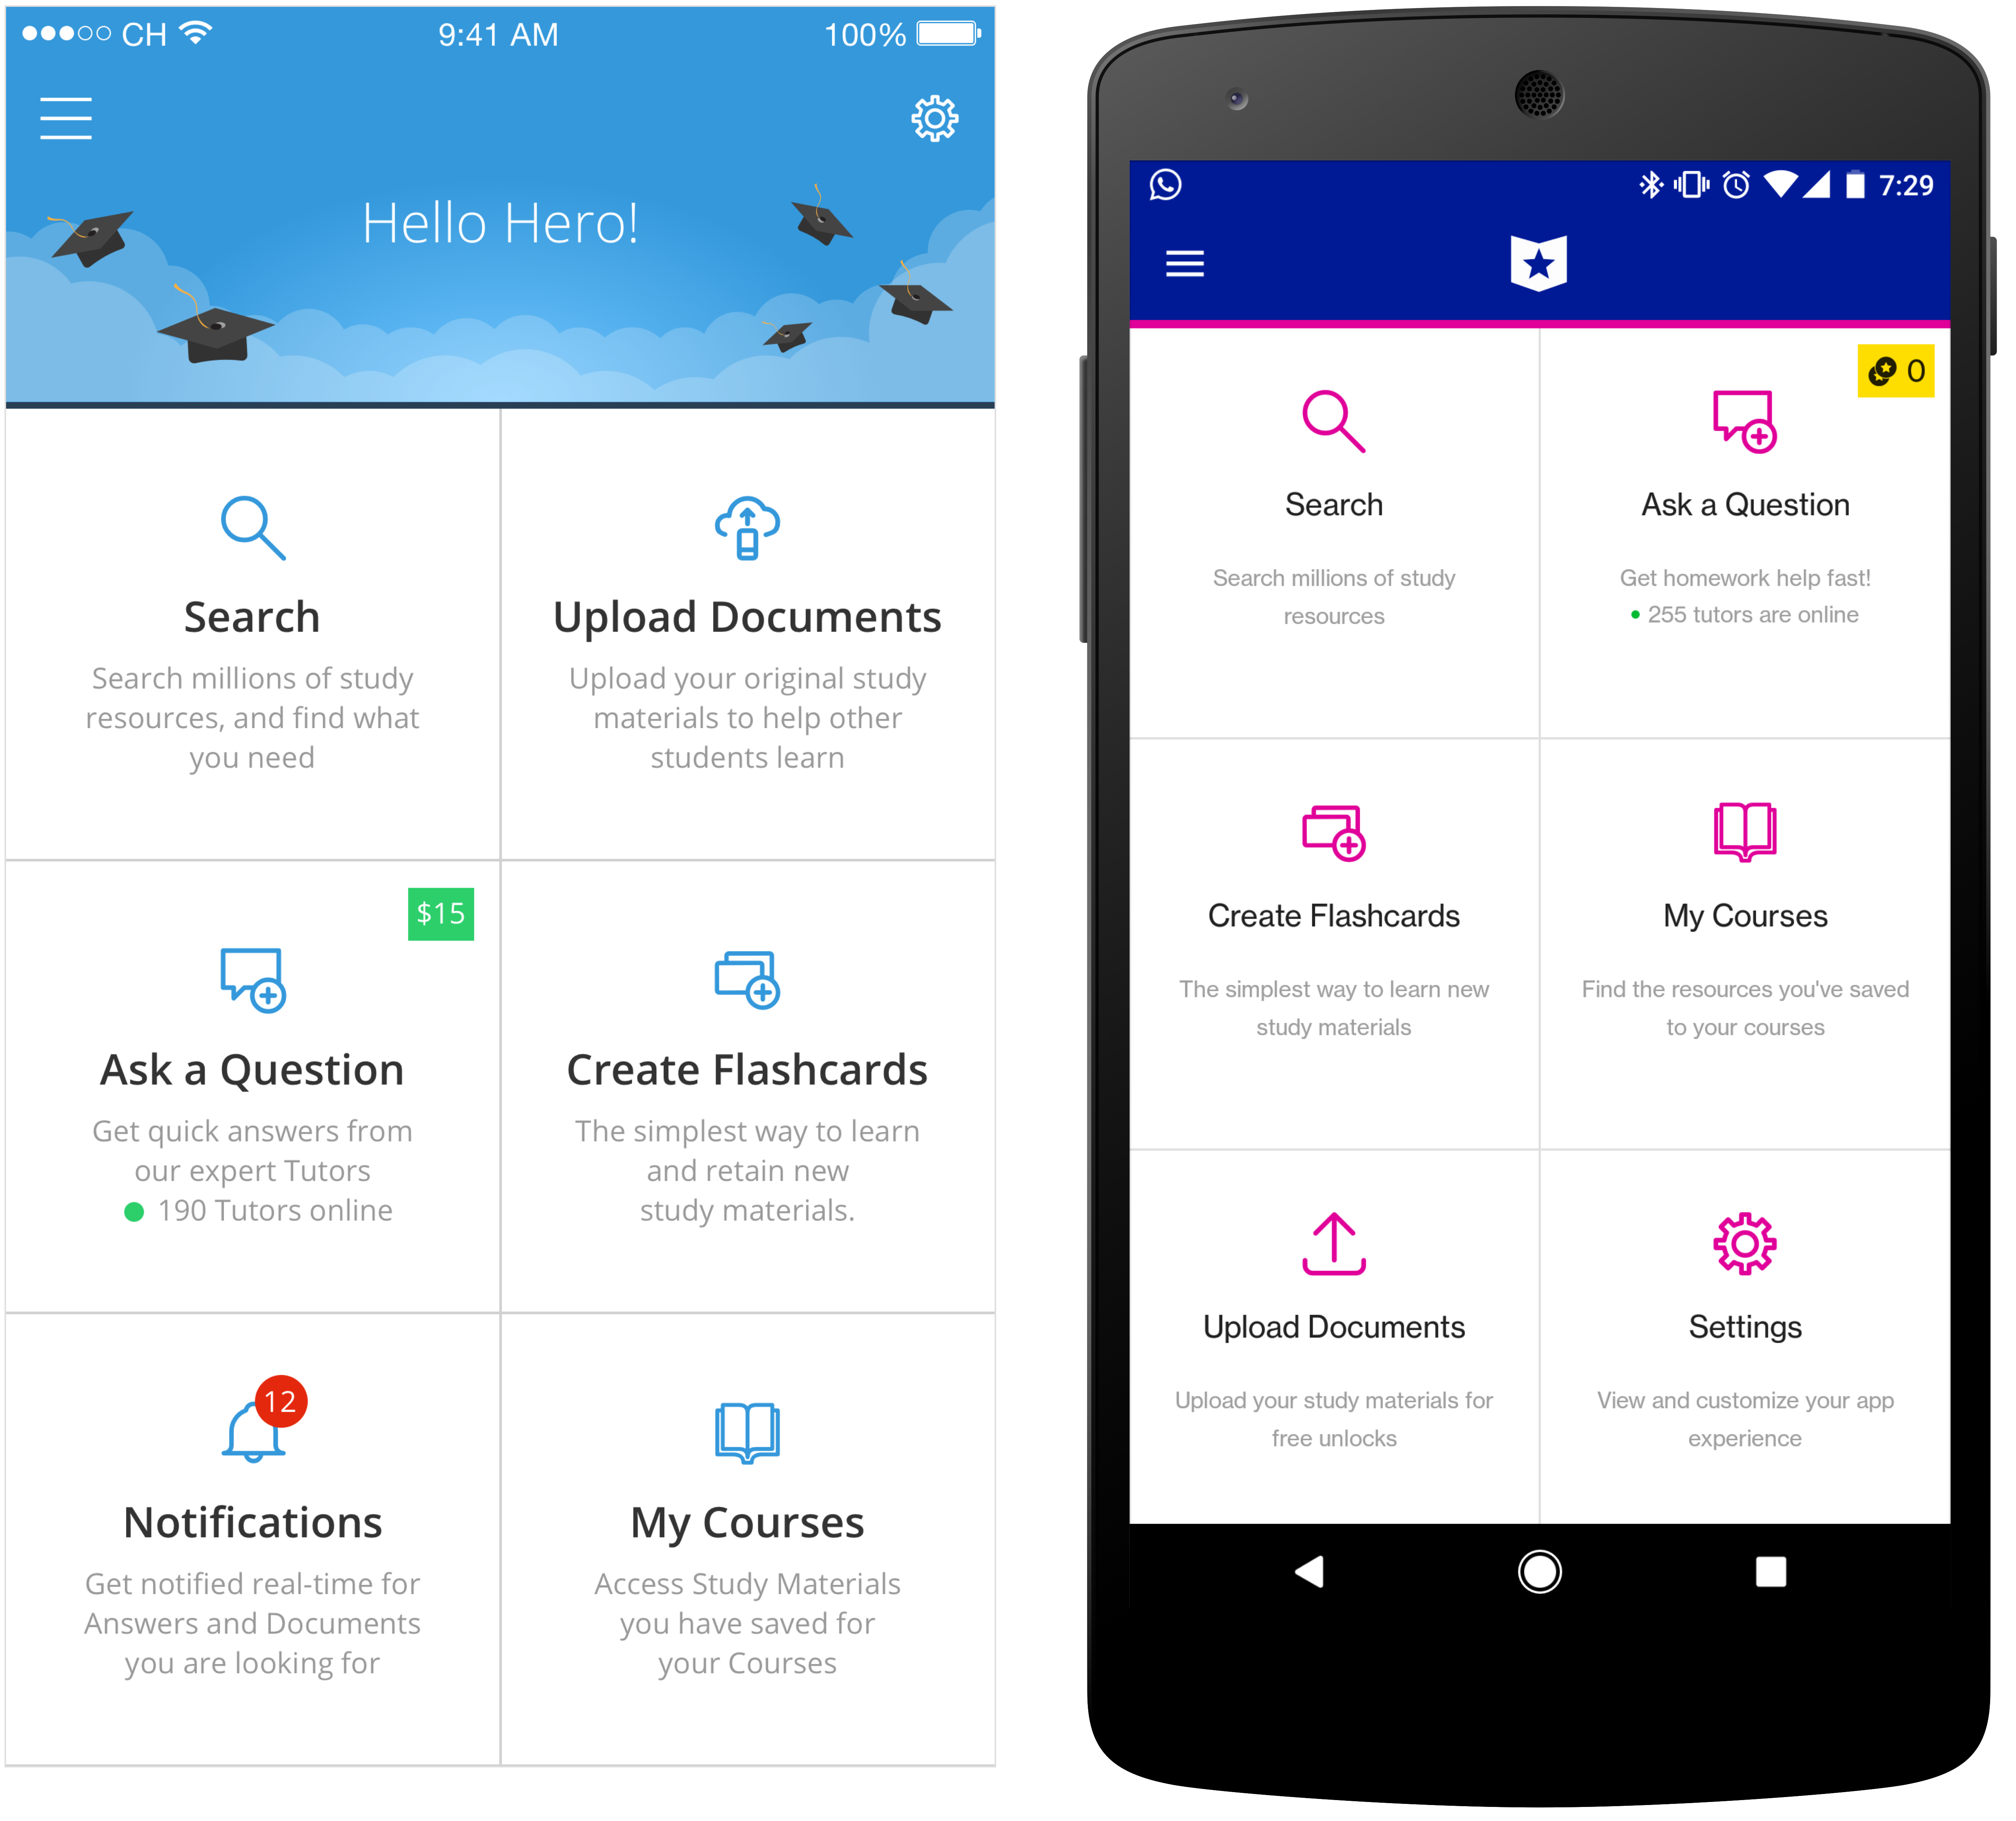 CH 9:41 AM 100%
Hello Hero!
Search
Search millions of study
resources, and find what
you need
Upload Documents
Upload your original study
materials to help other
students learn
$15
Ask a Question
Get quick answers from
our expert Tutors
190 Tutors online
Create Flashcards
The simplest way to learn
and retain new
study materials.
12
Notifications
Get notified real-time for
Answers and Documents
you are looking for
My Courses
Access Study Materials
you have saved for
your Courses
7:29
Search
Search millions of study
resources
0
Ask a Question
Get homework help fast!
255 tutors are online
Create Flashcards
The simplest way to learn new
study materials
My Courses
Find the resources you've saved
to your courses
Upload Documents
Upload your study materials for
free unlocks
Settings
View and customize your app
experience